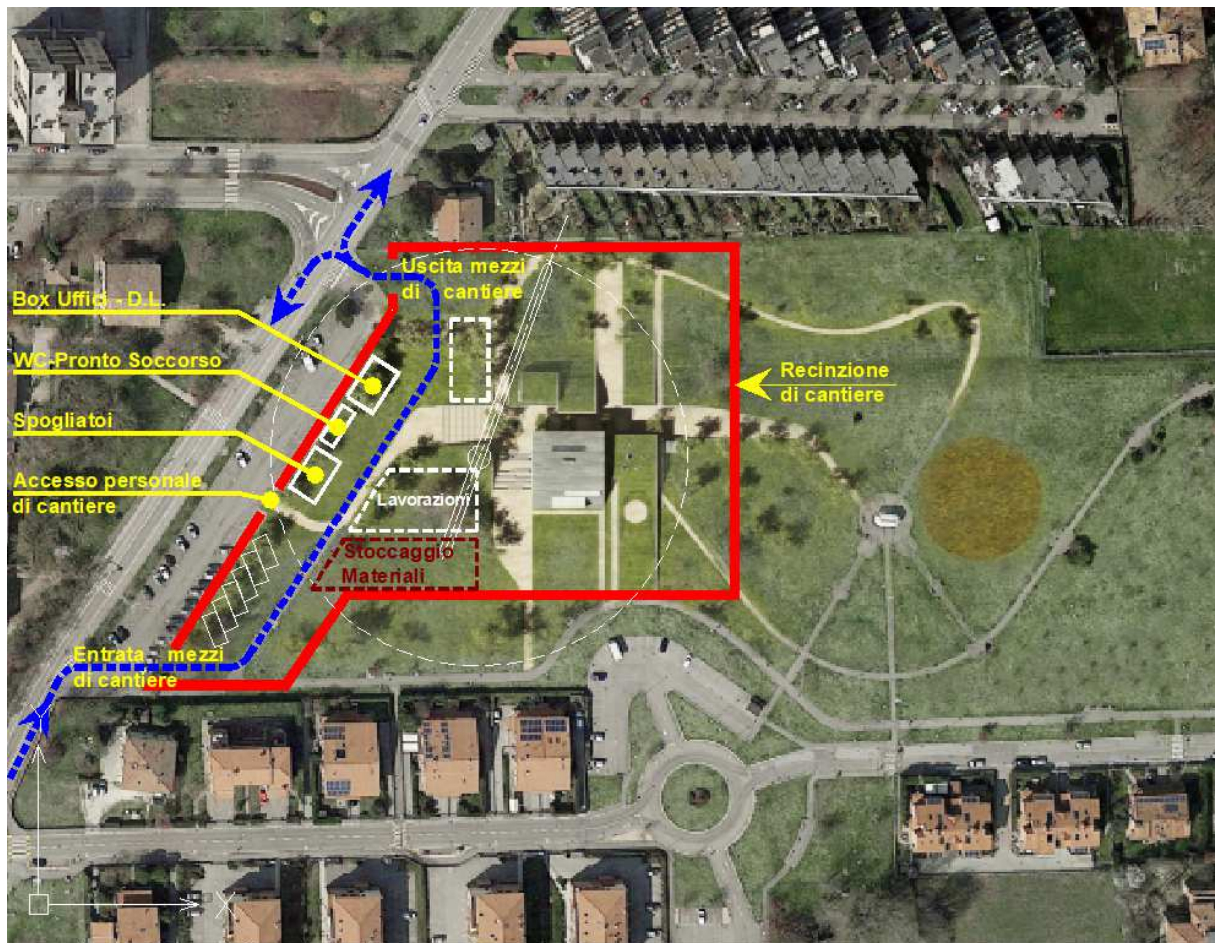 Uscita mezzi
di cantiere
Box Uffici - D.L.
WC-Pronto Soccorso
Recinzione
di cantiere
Spogliatoi
Accesso personale
di cantiere
Lavorazioni
Stoccaggio
Materiali
Entrata mezzi
di cantiere
X